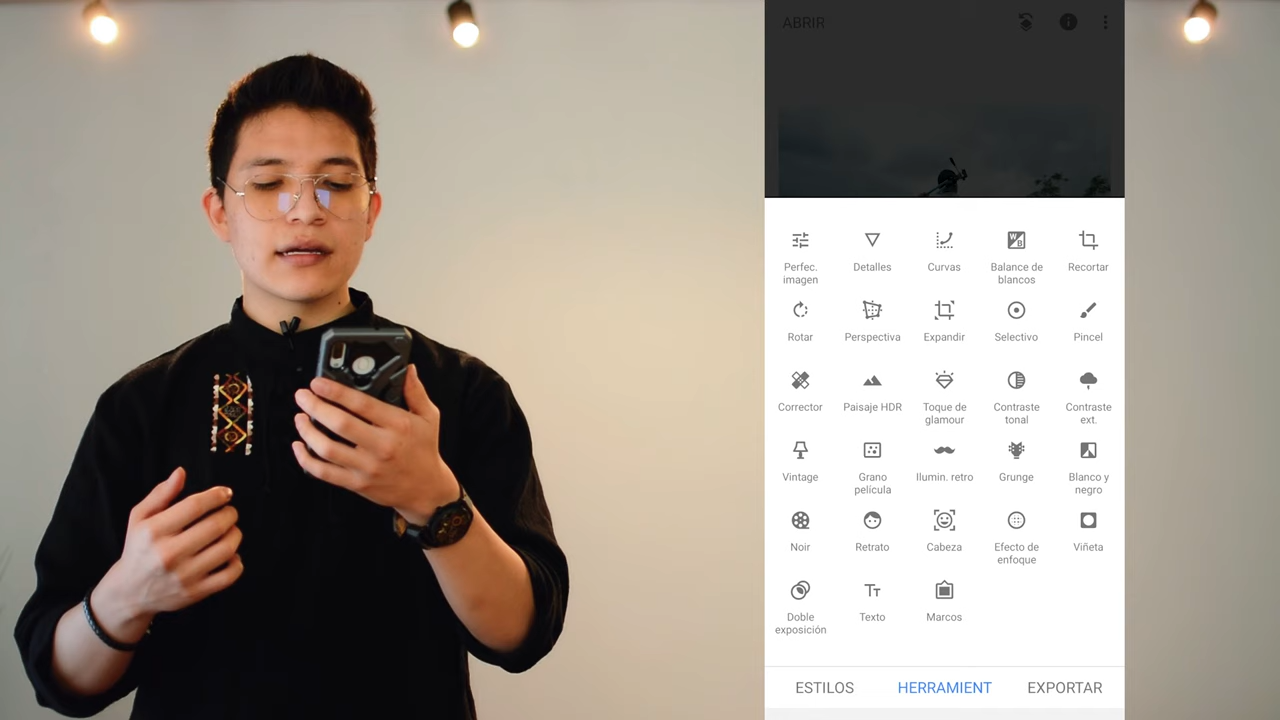 ABRIR
Perfec.
imagen
Detalles
Curvas
Balance de
blancos
Recortar
Rotar
Perspectiva
Expandir
Selectivo
Pincel
Corrector
Paisaje HDR
Toque de
glamour
Contraste
tonal
Contraste
ext.
Vintage
Grano
película
Ilumin. retro
Grunge
Blanco y
negro
Noir
Retrato
Cabeza
Efecto de
enfoque
Viñeta
Doble
exposición
Texto
Marcos
ESTILOS
HERRAMIENT
EXPORTAR